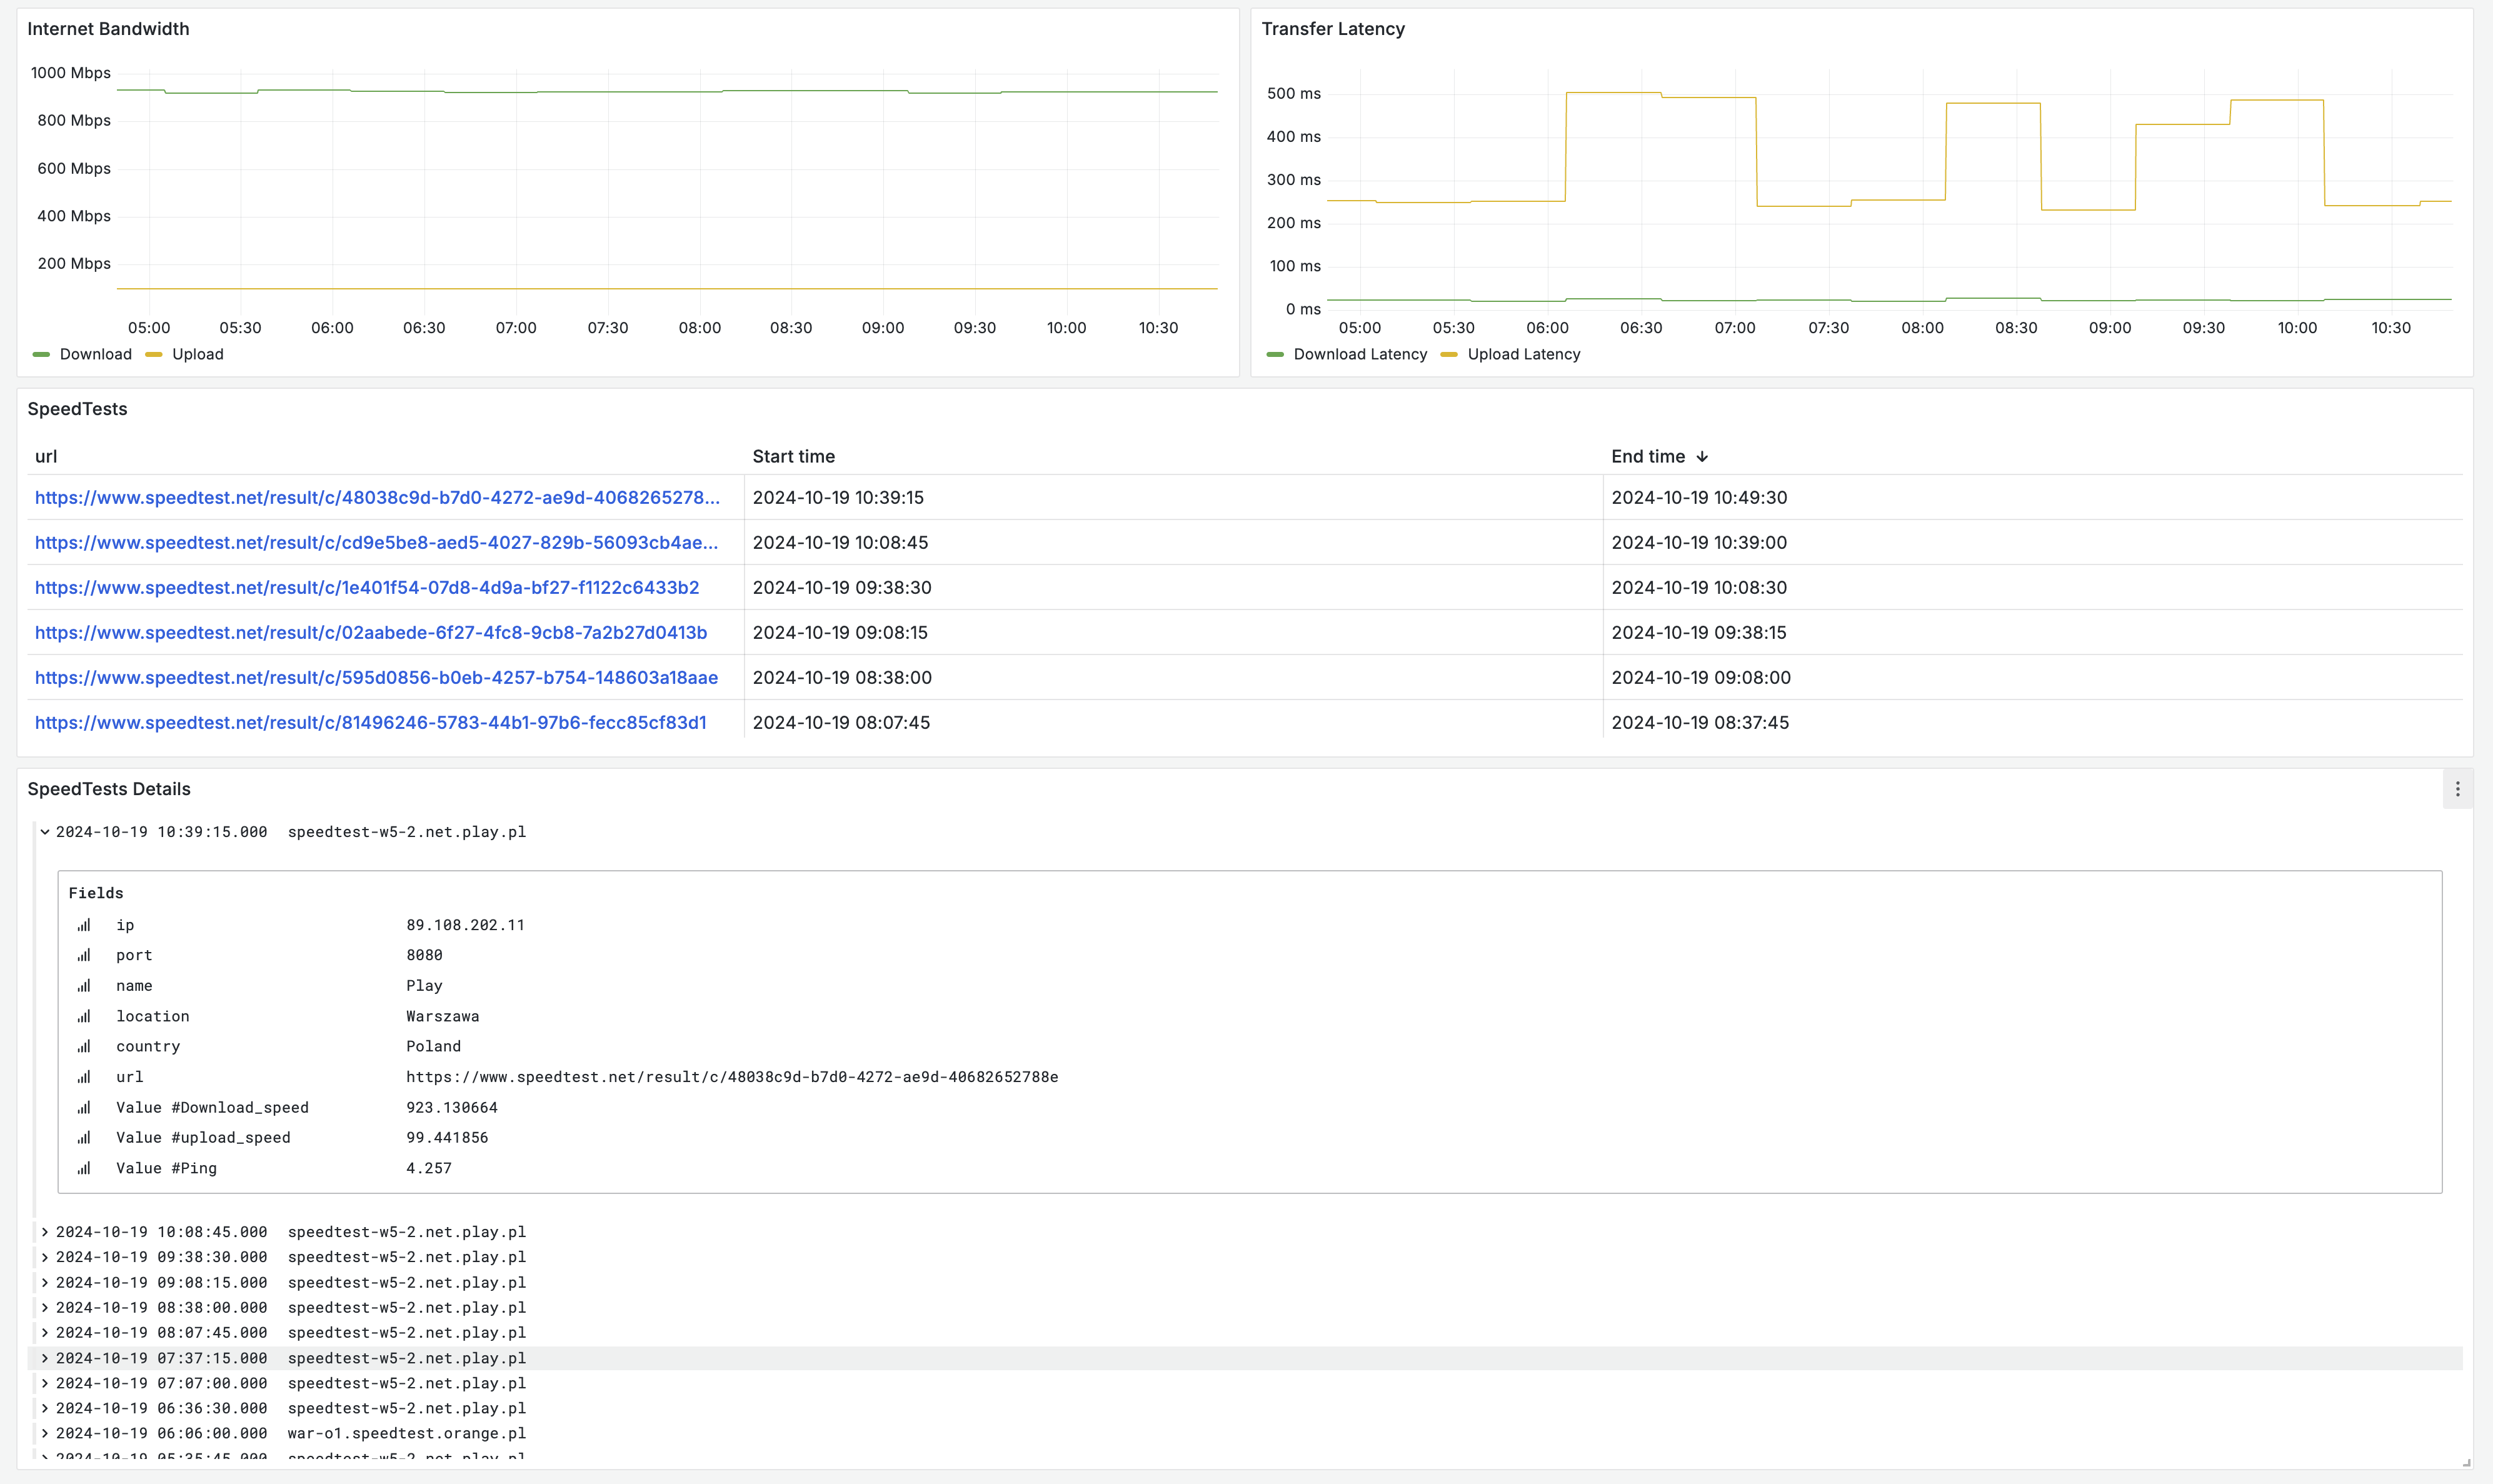 Internet Bandwidth
1000 Mbps
800 Mbps
600 Mbps
400 Mbps
200 Mbps
05:00 05:30 06:00 06:30 07:00 07:30 08:00 08:30 09:00 09:30 10:00 10:30
Download Upload
Transfer Latency
500 ms
400 ms
300 ms
200 ms
100 ms
0 ms
05:00 05:30 06:00 06:30 07:00 07:30 08:00 08:30 09:00 09:30 10:00 10:30
Download Latency Upload Latency
SpeedTests
url Start time End time
https://www.speedtest.net/result/c/48038c9d-b7d0-4272-ae9d-4068265278... 2024-10-19 10:39:15 2024-10-19 10:49:30
https://www.speedtest.net/result/c/cd9e5be8-aed5-4027-829b-56093cb4ae... 2024-10-19 10:08:45 2024-10-19 10:39:00
https://www.speedtest.net/result/c/1e401f54-07d8-4d9a-bf27-f1122c6433b2 2024-10-19 09:38:30 2024-10-19 10:08:30
https://www.speedtest.net/result/c/02aabede-6f27-4fc8-9cb8-7a2b27d0413b 2024-10-19 09:08:15 2024-10-19 09:38:15
https://www.speedtest.net/result/c/595d0856-b0eb-4257-b754-148603a18aae 2024-10-19 08:38:00 2024-10-19 09:08:00
https://www.speedtest.net/result/c/81496246-5783-44b1-97b6-fecc85cf83d1 2024-10-19 08:07:45 2024-10-19 08:37:45
SpeedTests Details
2024-10-19 10:39:15.000 speedtest-w5-2.net.play.pl
Fields
ip 89.108.202.11
port 8080
name Play
location Warszawa
country Poland
url https://www.speedtest.net/result/c/48038c9d-b7d0-4272-ae9d-40682652788e
Value #Download_speed 923.130664
Value #upload_speed 99.441856
Value #Ping 4.257
2024-10-19 10:08:45.000 speedtest-w5-2.net.play.pl
2024-10-19 09:38:30.000 speedtest-w5-2.net.play.pl
2024-10-19 09:08:15.000 speedtest-w5-2.net.play.pl
2024-10-19 08:38:00.000 speedtest-w5-2.net.play.pl
2024-10-19 08:07:45.000 speedtest-w5-2.net.play.pl
2024-10-19 07:37:15.000 speedtest-w5-2.net.play.pl
2024-10-19 07:07:00.000 speedtest-w5-2.net.play.pl
2024-10-19 06:36:30.000 speedtest-w5-2.net.play.pl
2024-10-19 06:06:00.000 war-o1.speedtest.orange.pl
2024-10-19 05:35:45.000 speedtest-w5-2.net.play.pl